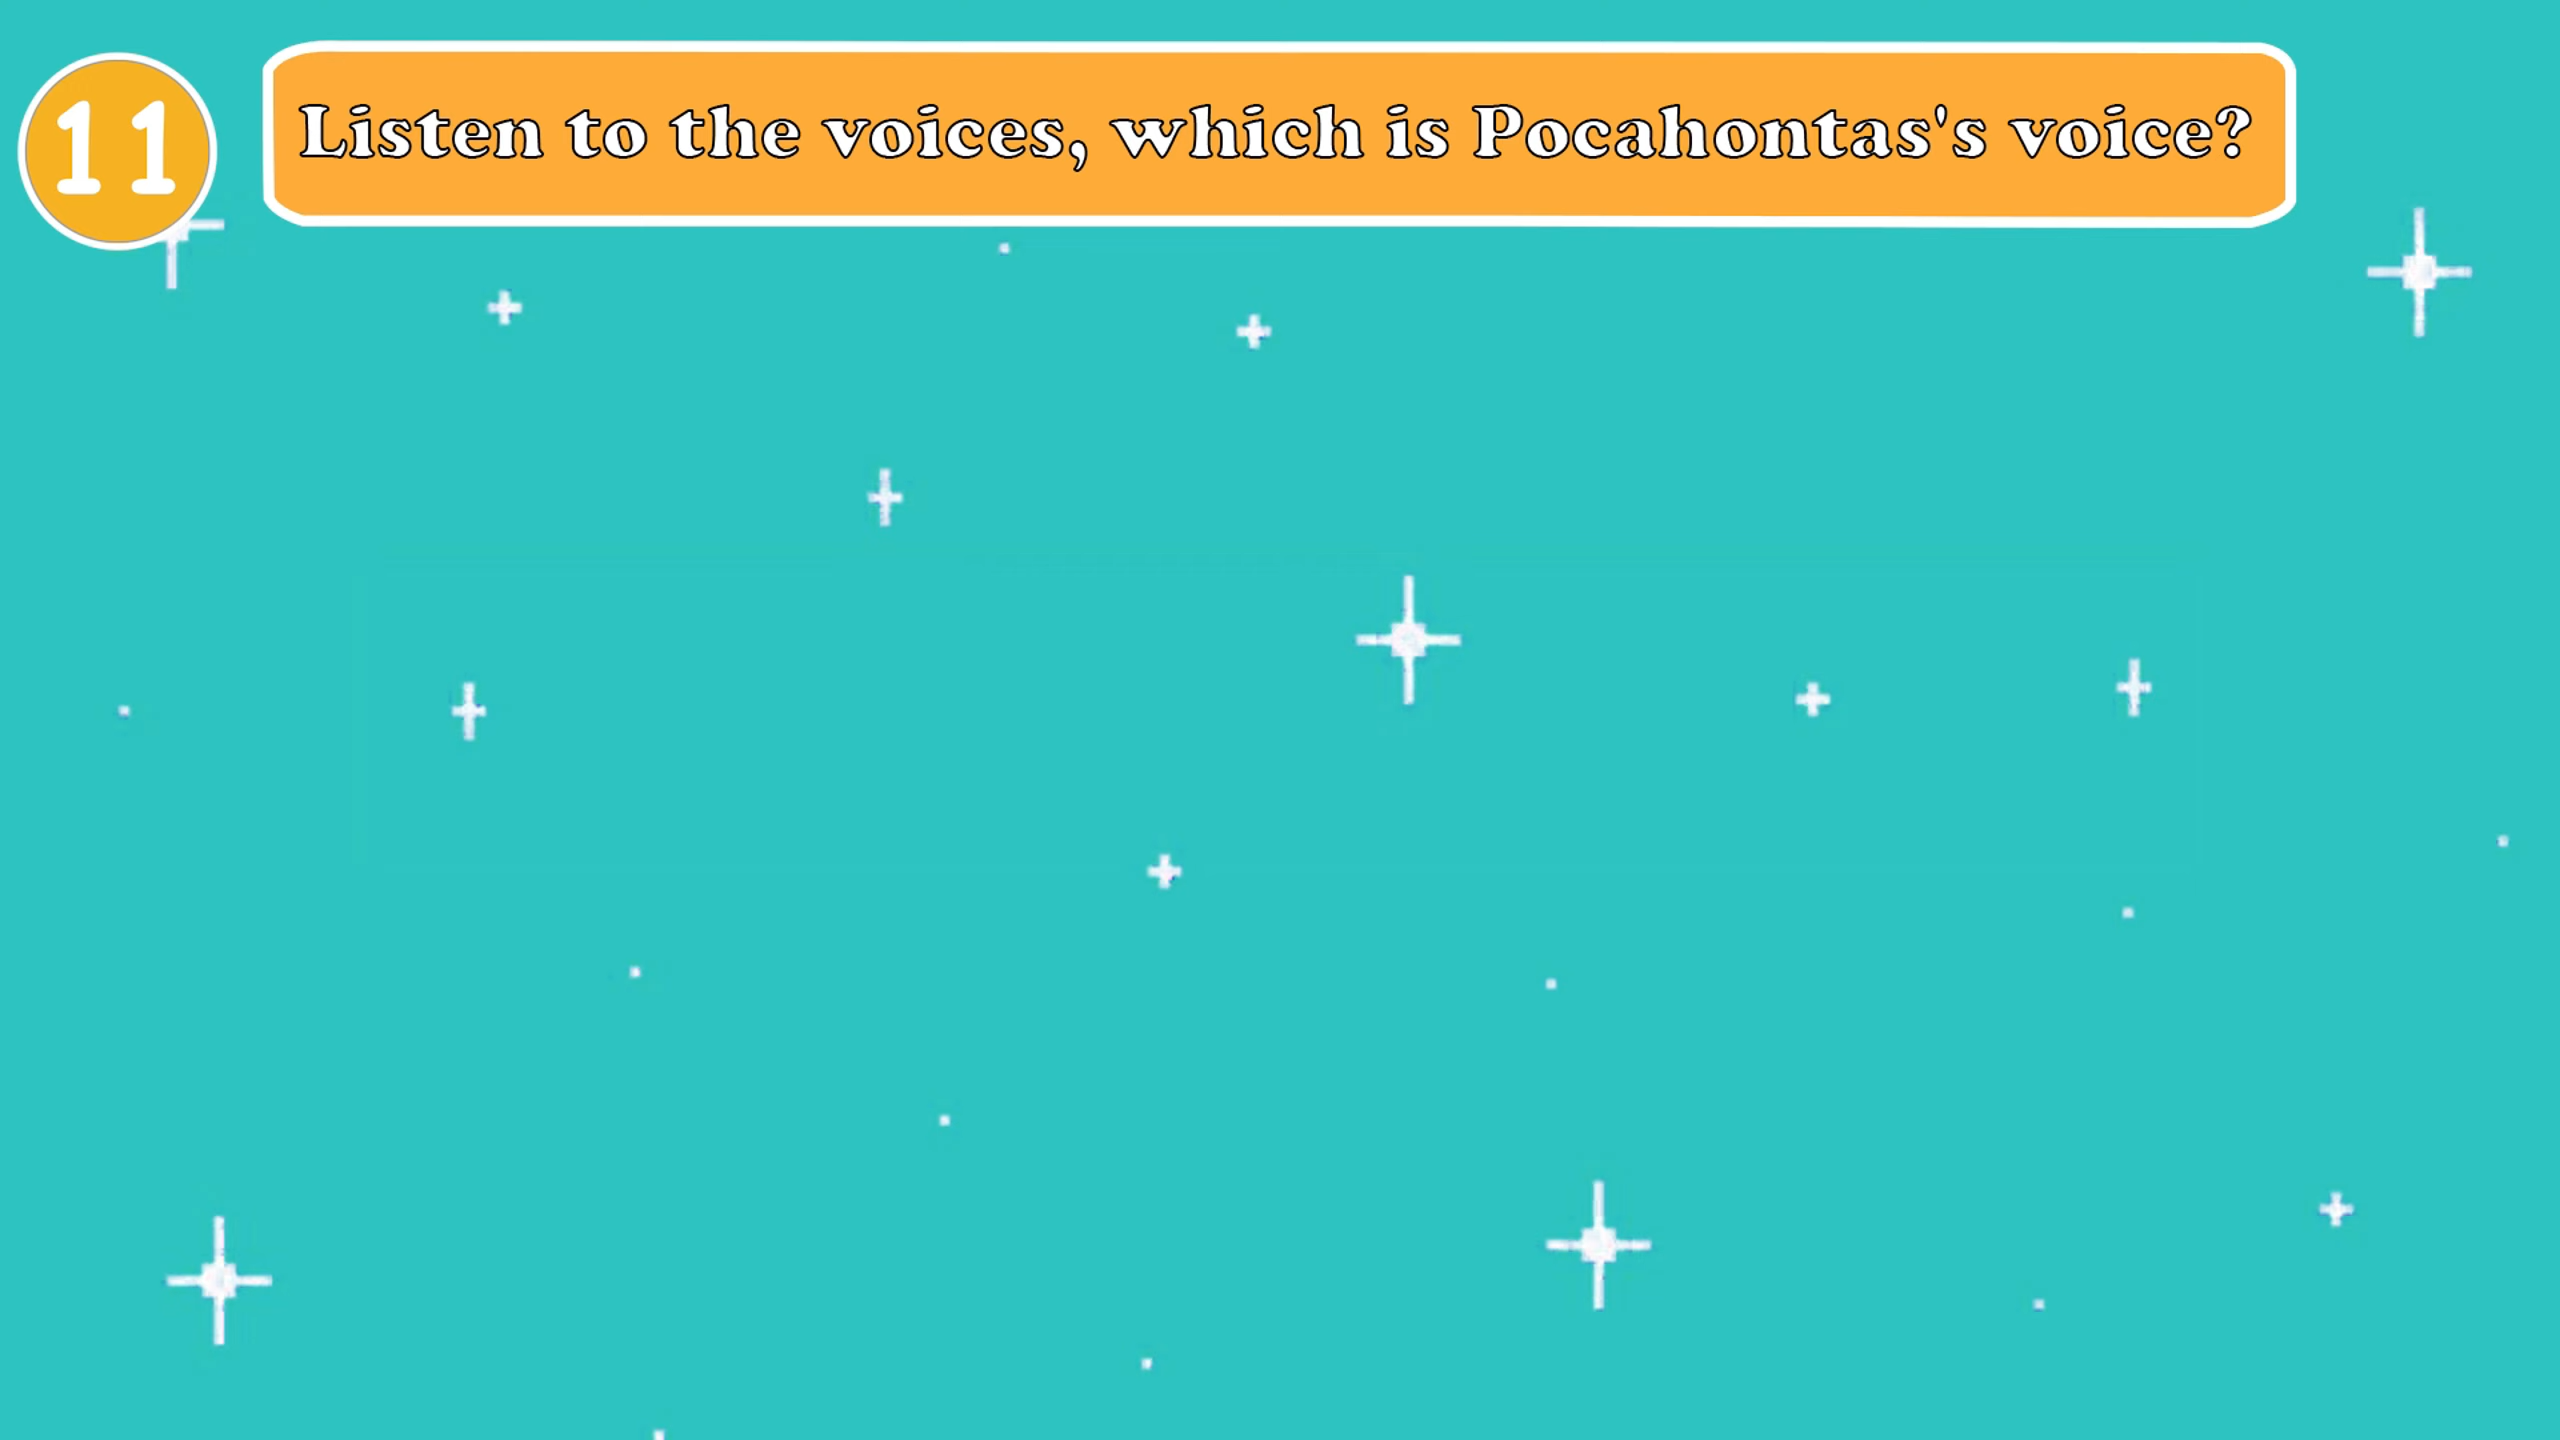 11
Listen to the voices, which is Pocahontas's voice?